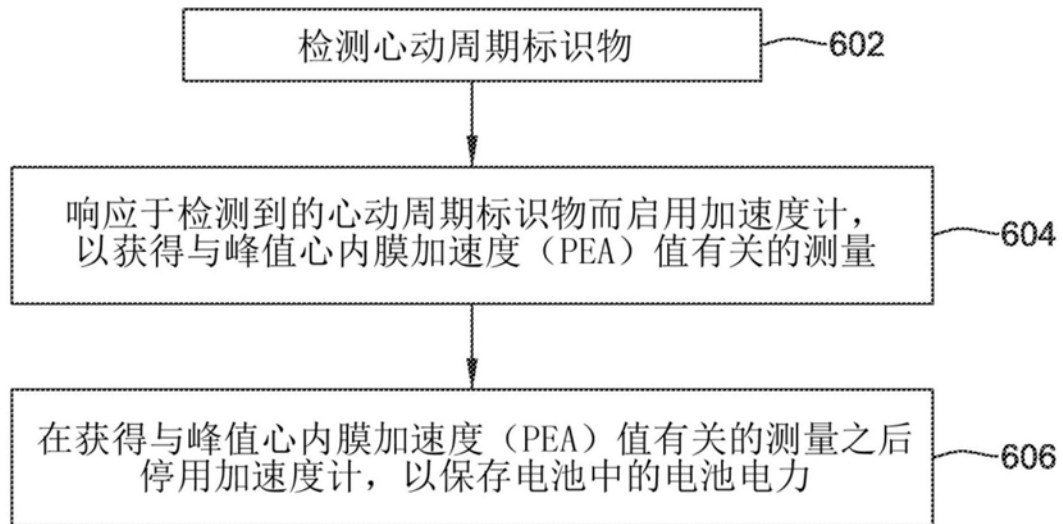 检测心动周期标识物
602
响应于检测到的心动周期标识物而启用加速度计，
以获得与峰值心内膜加速度（PEA）值有关的测量
604
在获得与峰值心内膜加速度（PEA）值有关的测量之后
停用加速度计，以保存电池中的电池电力
606